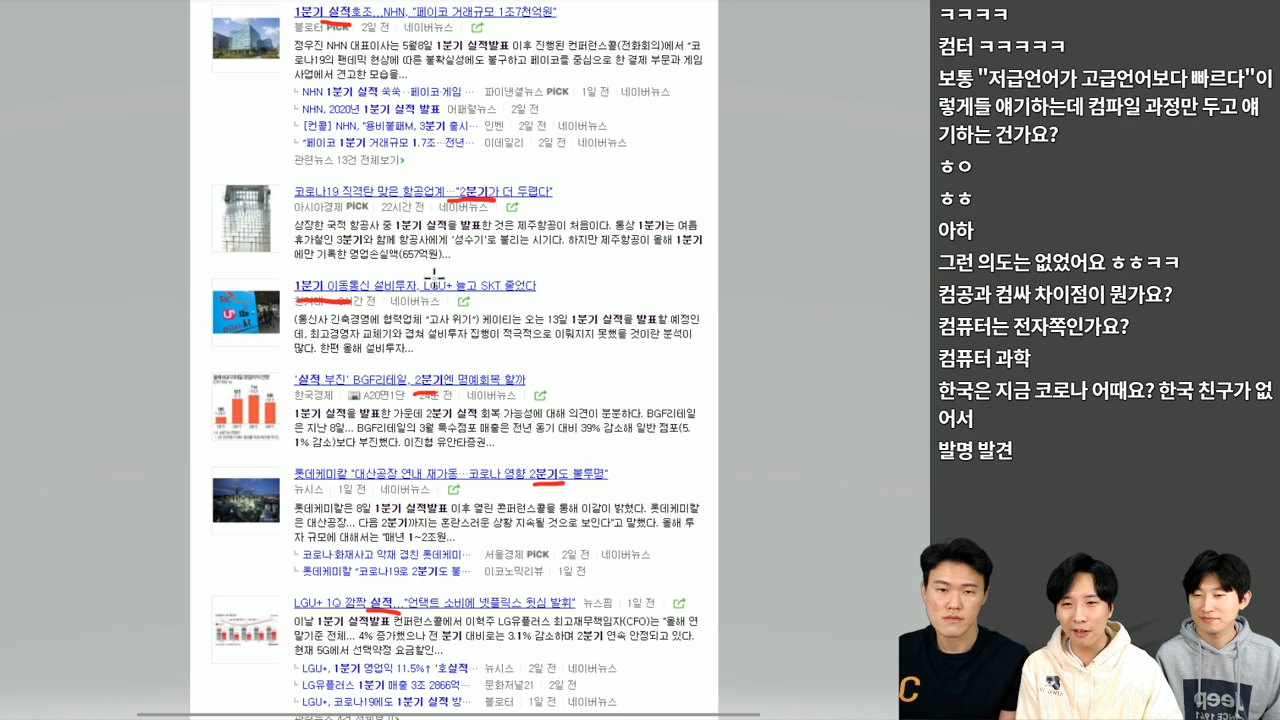 1분기 실적호조...NHN, "페이코 거래규모 1조7천억원"
블로터 PiCK 2일 전 네이버뉴스
정우진 NHN 대표이사는 5월8일 1분기 실적발표 이후 진행된 컨퍼런스콜(전화회의)에서 "코
로나19의 팬데믹 현상에 따른 불확실성에도 불구하고 페이코를 중심으로 한 결제 부문과 게임
사업에서 견고한 모습을...
NHN 1분기 실적 쑥쑥··페이코·게임 ··· 파이낸셜뉴스 PiCK 1일 전 네이버뉴스
NHN, 2020년 1분기 실적 발표 어패럴뉴스 2일 전
[컨콜] NHN, "용비불패M, 3분기 출시··· 인벤 2일 전 네이버뉴스
"페이코 1분기 거래규모 1.7조···전년··· 이데일리 2일 전 네이버뉴스
관련뉴스 13건 전체보기>
코로나19 직격탄 맞은 항공업계···"2분기가 더 두렵다"
아시아경제 PiCK 22시간 전 네이버뉴스
상장한 국적 항공사 중 1분기 실적을 발표한 것은 제주항공이 처음이다. 통상 1분기는 여름
휴가철인 3분기와 함께 항공사에게 '성수기'로 불리는 시기다. 하지만 제주항공이 올해 1분기
에만 기록한 영업손실액(657억원)...
1분기 이동통신 설비투자, LGU+ 늘고 SKT 줄었다
시간 전 네이버뉴스
(통신사 긴축경영에 협력업체 "고사 위기") 케이티는 오는 13일 1분기 실적을 발표할 예정인
데, 최고경영자 교체기와 겹쳐 설비투자 집행이 적극적으로 이뤄지지 못했을 것이란 분석이
많다. 한편 올해 설비투자...
'실적 부진' BGF리테일, 2분기엔 명예회복 할까
한국경제 A20면1단 전 네이버뉴스
1분기 실적을 발표한 가운데 2분기 실적 회복 가능성에 대해 의견이 분분하다. BGF리테일
은 지난 8일... BGF리테일의 3월 특수점포 매출은 전년 동기 대비 39% 감소해 일반 점포(5.
1% 감소)보다 부진했다. 이진협 유안타증권...
롯데케미칼 "대산공장 연내 재가동···코로나 영향 2분기도 불투명"
뉴시스 1일 전 네이버뉴스
롯데케미칼은 8일 1분기 실적발표 이후 열린 콘퍼런스콜을 통해 이같이 밝혔다. 롯데케미칼
은 대산공장... 다음 2분기까지는 혼란스러운 상황 지속될 것으로 보인다"고 말했다. 올해 투
자 규모에 대해서는 "매년 1~2조원...
코로나·화재사고 악재 겹친 롯데케미··· 서울경제 PiCK 2일 전 네이버뉴스
롯데케미칼 "코로나19로 2분기도 불··· 이코노믹리뷰 1일 전
LGU+ 1Q 깜짝 실적..."언택트 소비에 넷플릭스 뒷심 발휘" 뉴스핌 1일 전
이날 1분기 실적발표 컨퍼런스콜에서 이혁주 LG유플러스 최고재무책임자(CFO)는 "올해 연
말기준 전체... 4% 증가했으나 전 분기 대비로는 3.1% 감소하며 2분기 연속 안정되고 있다.
현재 5G에서 선택약정 요금할인...
LGU+, 1분기 영업익 11.5%↑ '호실적··· 뉴시스 2일 전 네이버뉴스
LG유플러스 1분기 매출 3조 2866억··· 문화저널21 2일 전
LGU+, 코로나19에도 1분기 실적 방··· 블로터 1일 전 네이버뉴스
ㅋㅋㅋㅋ
컴터 ㅋㅋㅋㅋㅋ
보통 "저급언어가 고급언어보다 빠르다"이
렇게들 얘기하는데 컴파일 과정만 두고 얘
기하는 건가요?
ㅎㅇ
ㅎㅎ
아하
그런 의도는 없었어요 ㅎㅎㅋㅋ
컴공과 컴싸 차이점이 뭔가요?
컴퓨터는 전자쪽인가요?
컴퓨터 과학
한국은 지금 코로나 어때요? 한국 친구가 없
어서
발명 발견